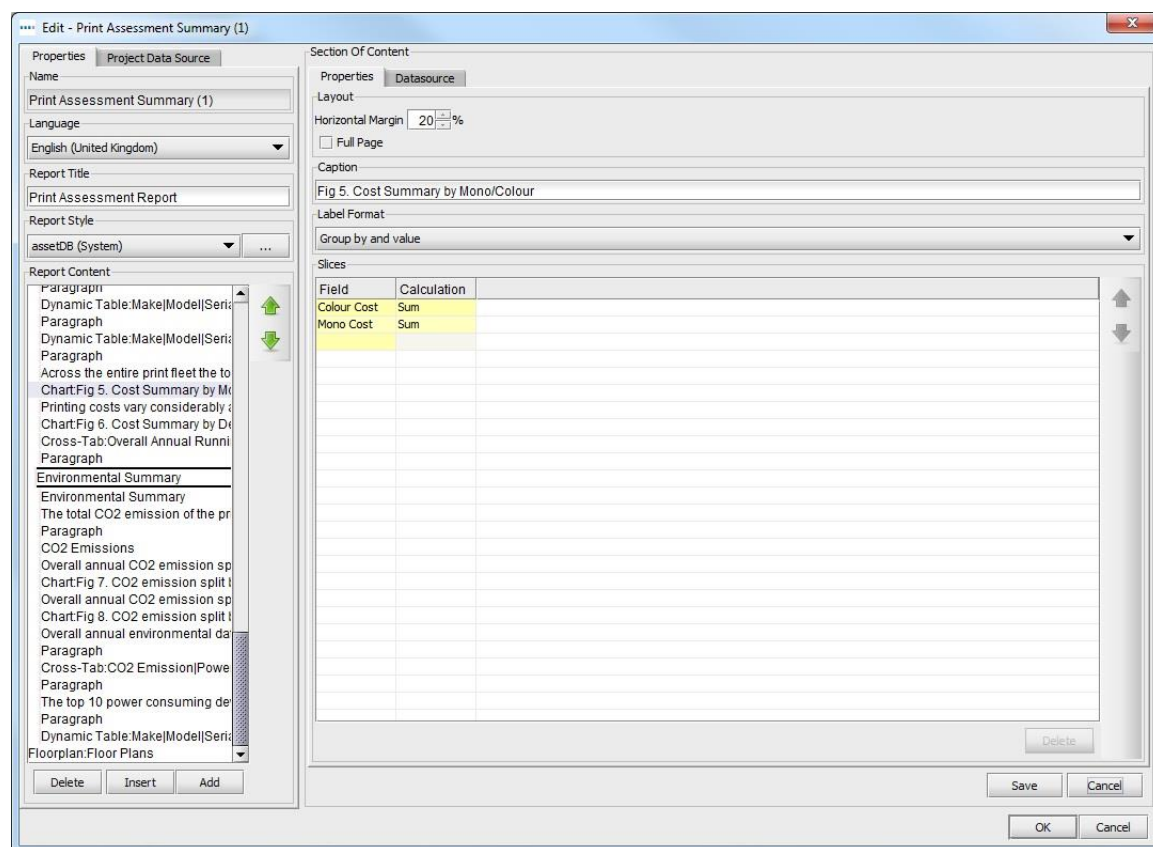 Edit - Print Assessment Summary (1)
Properties
Project Data Source
Name
Print Assessment Summary (1)
Language
English (United Kingdom)
Report Title
Print Assessment Report
Report Style
assetDB (System)
...
Report Content
Paragraph
Dynamic Table:Make|Model|Seria
Paragraph
Dynamic Table:Make|Model|Seria
Paragraph
Across the entire print fleet the to
Chart:Fig 5. Cost Summary by Mo
Printing costs vary considerably a
Chart:Fig 6. Cost Summary by De
Cross-Tab:Overall Annual Runni
Paragraph
Environmental Summary
Environmental Summary
The total CO2 emission of the pr
Paragraph
CO2 Emissions
Overall annual CO2 emission sp
Chart:Fig 7. CO2 emission split b
Overall annual CO2 emission sp
Chart:Fig 8. CO2 emission split b
Overall annual environmental da
Paragraph
Cross-Tab:CO2 Emission|Powe
Paragraph
The top 10 power consuming de
Paragraph
Dynamic Table:Make|Model|Seria
Floorplan:Floor Plans
Delete
Insert
Add
Section Of Content
Properties
Datasource
Layout
Horizontal Margin 20 %
Full Page
Caption
Fig 5. Cost Summary by Mono/Colour
Label Format
Group by and value
Slices
Field Calculation
Colour Cost Sum
Mono Cost Sum
Delete
Save
Cancel
OK
Cancel